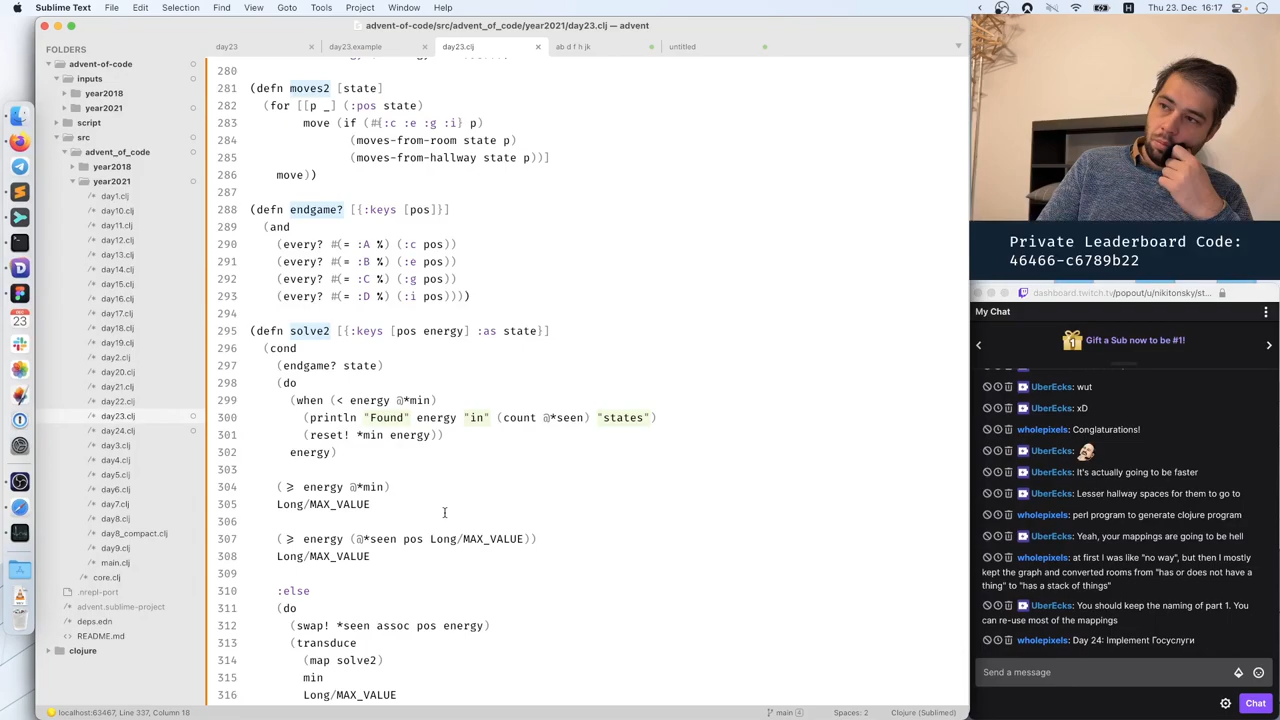 Sublime Text File Edit Selection Find View Goto Tools Project Window Help
Thu 23. Dec 16:17
advent-of-code/src/advent_of_code/year2021/day23.clj — advent
FOLDERS
advent-of-code
inputs
year2018
year2021
script
src
advent_of_code
year2018
year2021
day1.clj
day10.clj
day11.clj
day12.clj
day13.clj
day14.clj
day15.clj
day16.clj
day17.clj
day18.clj
day19.clj
day2.clj
day20.clj
day21.clj
day22.clj
day23.clj
day24.clj
day3.clj
day4.clj
day5.clj
day6.clj
day7.clj
day8.clj
day8_compact.clj
day9.clj
main.clj
core.clj
.nrepl-port
advent.sublime-project
deps.edn
README.md
clojure
day23
day23.example
day23.clj
ab d f h jk
untitled
280
281 (defn moves2 [state]
282 (for [[p _] (:pos state)
283 move (if (#{:c :e :g :i} p)
284 (moves-from-room state p)
285 (moves-from-hallway state p))]
286 move))
287
288 (defn endgame? [{:keys [pos]}]
289 (and
290 (every? #(= :A %) (:c pos))
291 (every? #(= :B %) (:e pos))
292 (every? #(= :C %) (:g pos))
293 (every? #(= :D %) (:i pos))))
294
295 (defn solve2 [{:keys [pos energy] :as state}]
296 (cond
297 (endgame? state)
298 (do
299 (when (< energy @*min)
300 (println "Found" energy "in" (count @*seen) "states")
301 (reset! *min energy))
302 energy)
303
304 (>= energy @*min)
305 Long/MAX_VALUE
306
307 (>= energy (@*seen pos Long/MAX_VALUE))
308 Long/MAX_VALUE
309
310 :else
311 (do
312 (swap! *seen assoc pos energy)
313 (transduce
314 (map solve2)
315 min
316 Long/MAX_VALUE
localhost:63467, Line 337, Column 18
main 4
Spaces: 2
Clojure (Sublimed)
Private Leaderboard Code:
46466-c6789b22
dashboard.twitch.tv/popout/u/nikitonsky/st...
My Chat
Gift a Sub now to be #1!
UberEcks: wut
UberEcks: xD
wholepixels: Conglaturations!
UberEcks:
UberEcks: It's actually going to be faster
UberEcks: Lesser hallway spaces for them to go to
wholepixels: perl program to generate clojure program
UberEcks: Yeah, your mappings are going to be hell
wholepixels: at first I was like "no way", but then I mostly
kept the graph and converted rooms from "has or does not have a
thing" to "has a stack of things"
UberEcks: You should keep the naming of part 1. You
can re-use most of the mappings
wholepixels: Day 24: Implement Госуслуги
Send a message
Chat